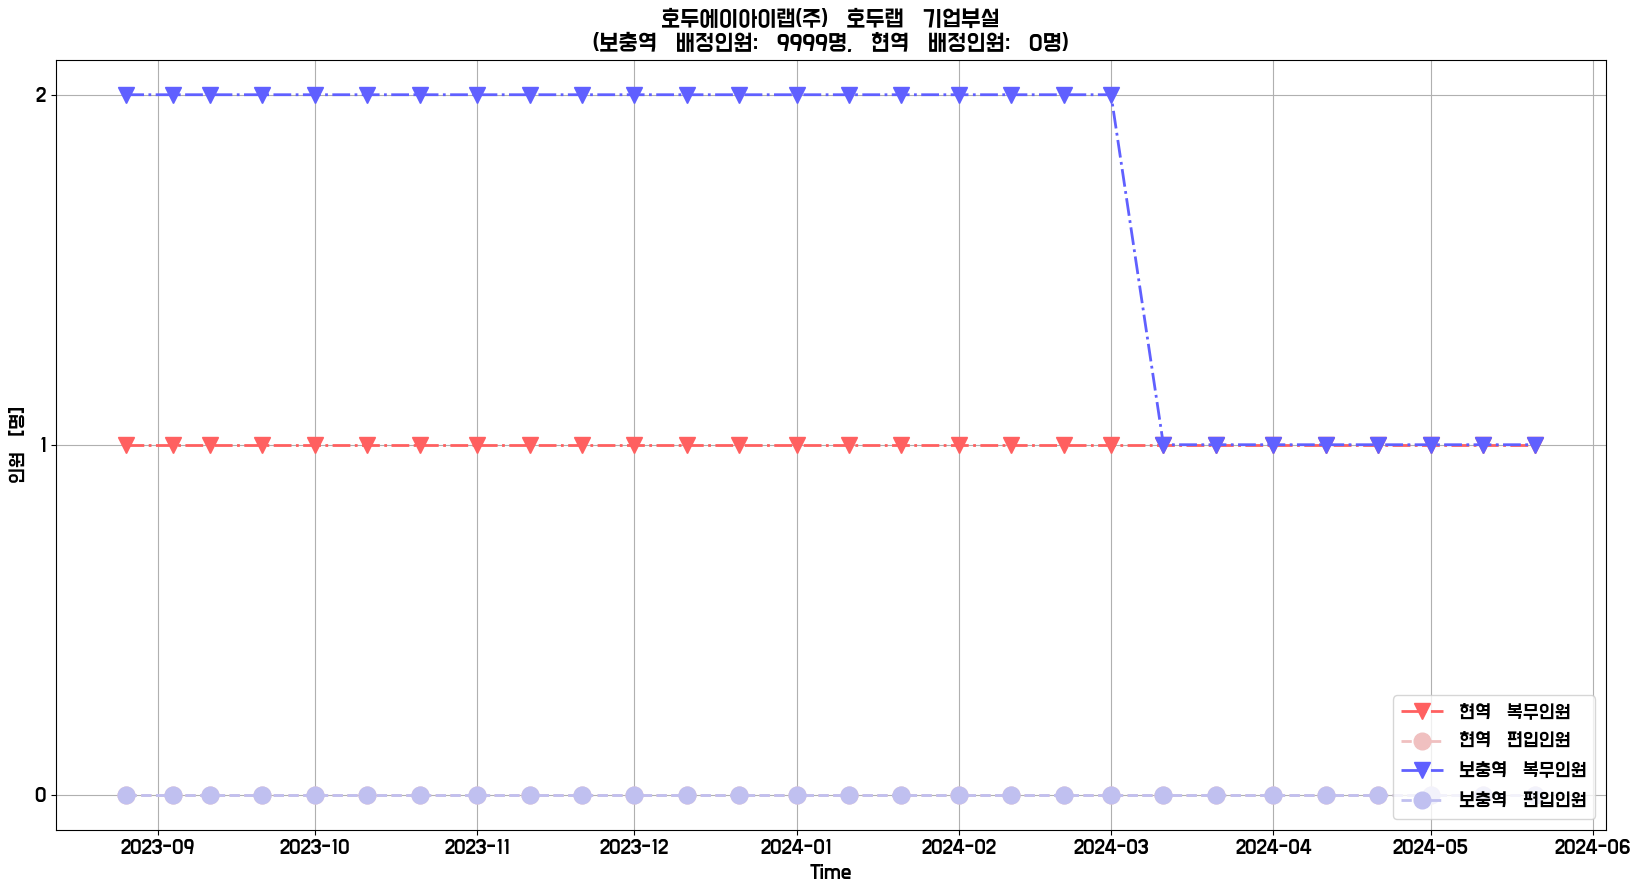 호두에이아이랩(주) 호두랩 기업부설
(보충역 배정인원: 9999명, 현역 배정인원: 0명)
인원 [명]
2
1
0
현역 복무인원
현역 편입인원
보충역 복무인원
보충역 편입인원
2023-09 2023-10 2023-11 2023-12 2024-01 2024-02 2024-03 2024-04 2024-05 2024-06
Time